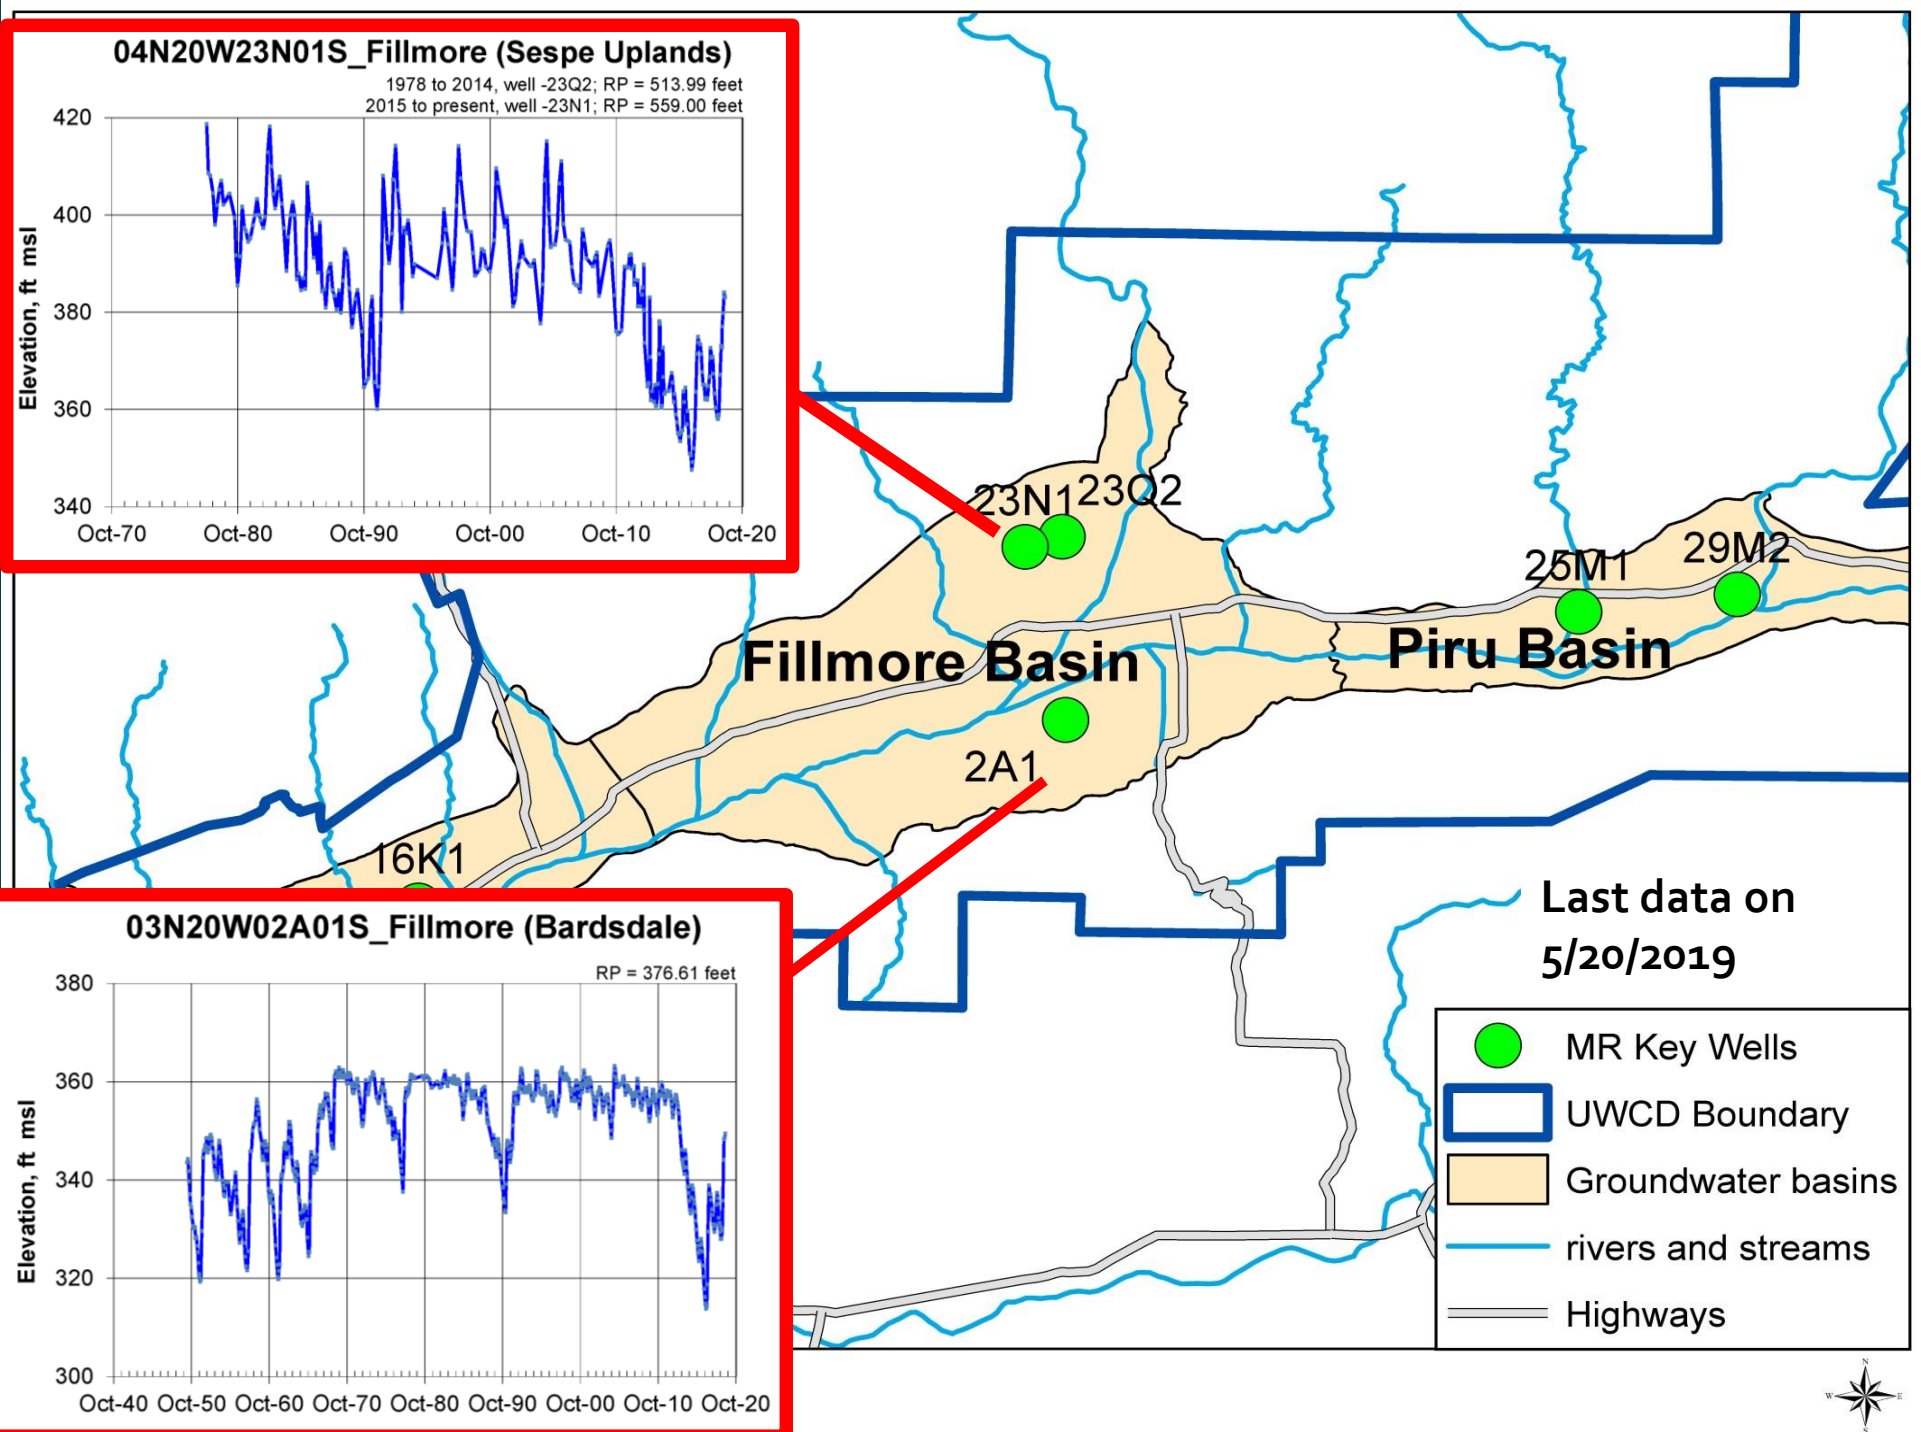 04N20W23N01S_Fillmore (Sespe Uplands)
1978 to 2014, well -23Q2; RP = 513.99 feet
2015 to present, well -23N1; RP = 559.00 feet
Elevation, ft  msl
420
400
380
360
340
Oct-70 Oct-80 Oct-90 Oct-00 Oct-10 Oct-20
23N1 23Q2
25M1
29M2
Fillmore Basin
Piru Basin
2A1
16K1
03N20W02A01S_Fillmore (Bardsdale)
RP = 376.61 feet
Elevation, ft  msl
380
360
340
320
300
Oct-40 Oct-50 Oct-60 Oct-70 Oct-80 Oct-90 Oct-00 Oct-10 Oct-20
Last data on
5/20/2019
MR Key Wells
UWCD Boundary
Groundwater basins
rivers and streams
Highways
N
W E
S